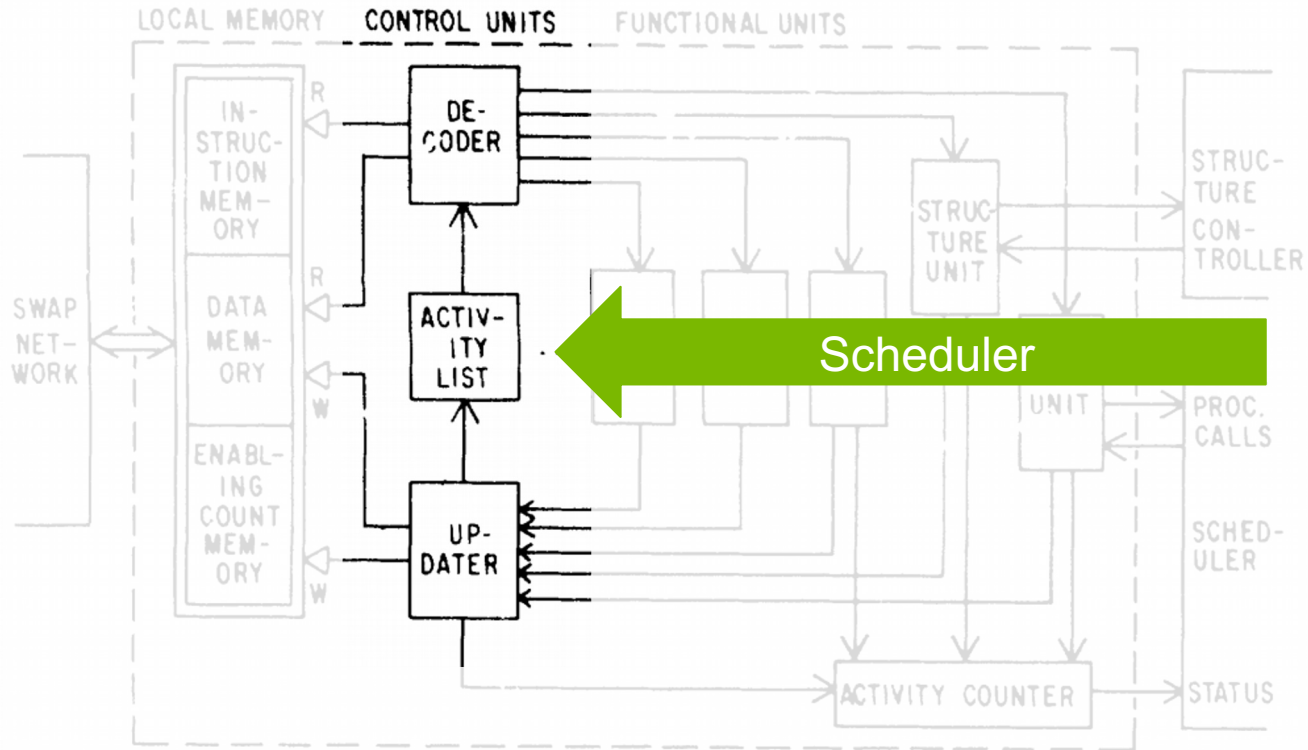 LOCAL MEMORY CONTROL UNITS FUNCTIONAL UNITS
IN-
STRUC-
TION
MEM-
ORY
R
DE-
CODER
STRUC-
TURE
UNIT
STRUC-
TURE
CON-
TROLLER
SWAP
NET-
WORK
DATA
MEM-
ORY
R
W
ACTIV-
ITY
LIST
Scheduler
UNIT
PROC.
CALLS
ENABL-
ING
COUNT
MEM-
ORY
W
UP-
DATER
SCHED-
ULER
ACTIVITY COUNTER
STATUS